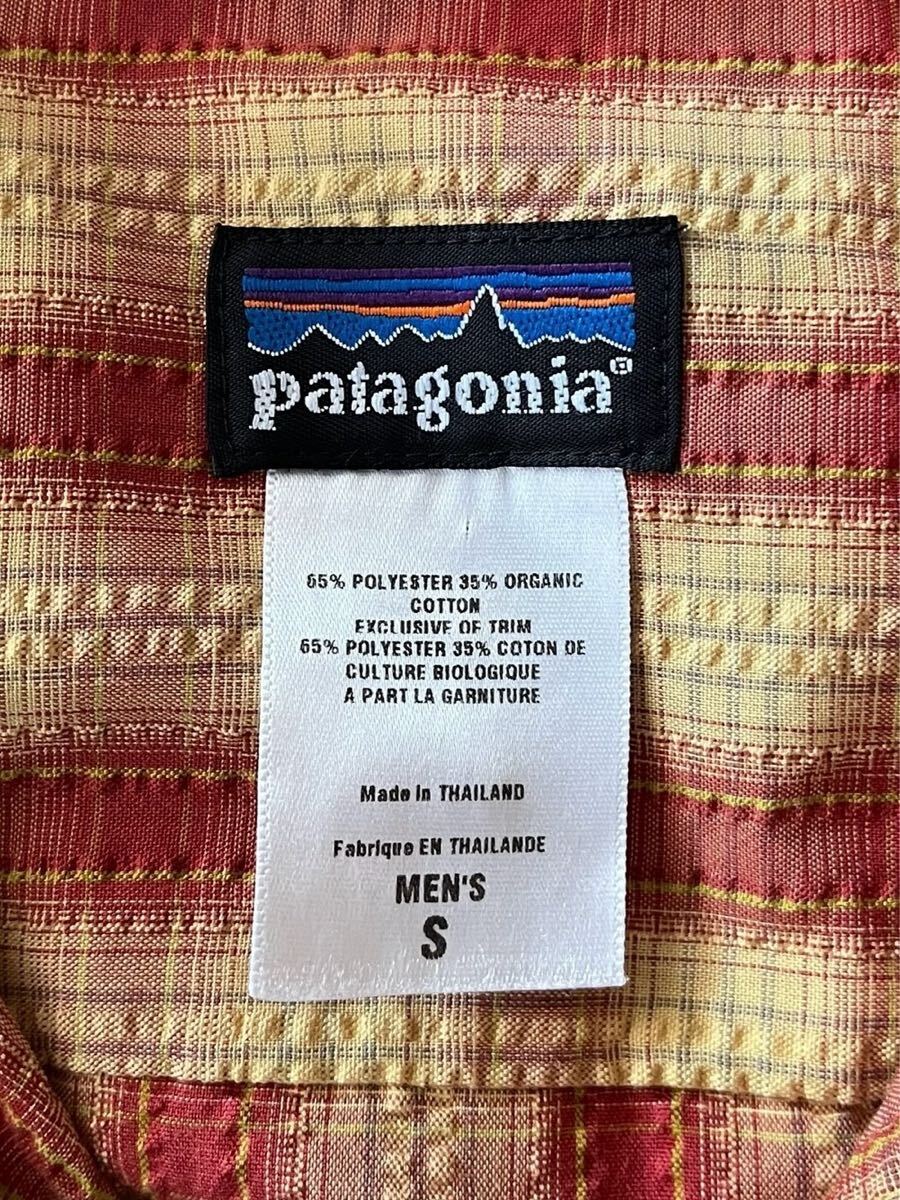 patagonia®
65% POLYESTER 35% ORGANIC
COTTON
EXCLUSIVE OF TRIM
65% POLYESTER 35% COTON DE
CULTURE BIOLOGIQUE
A PART LA GARNITURE
Made in THAILAND
Fabrique EN THAILANDE
MEN'S
S